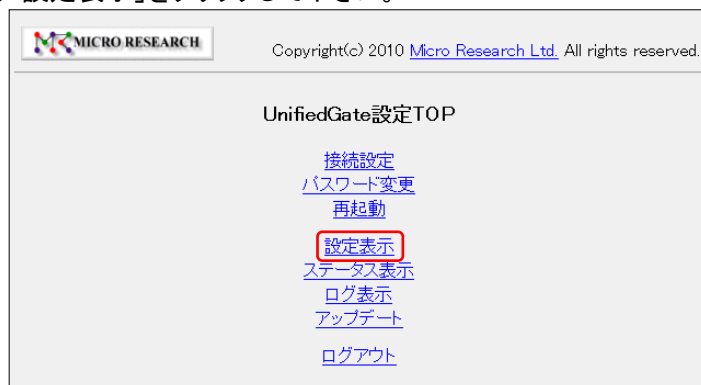 設定表示」をクリックして下さい。
MICRO RESEARCH
Copyright(c) 2010 Micro Research Ltd. All rights reserved.
UnifiedGate設定TOP
接続設定
パスワード変更
再起動
設定表示
ステータス表示
ログ表示
アップデート
ログアウト